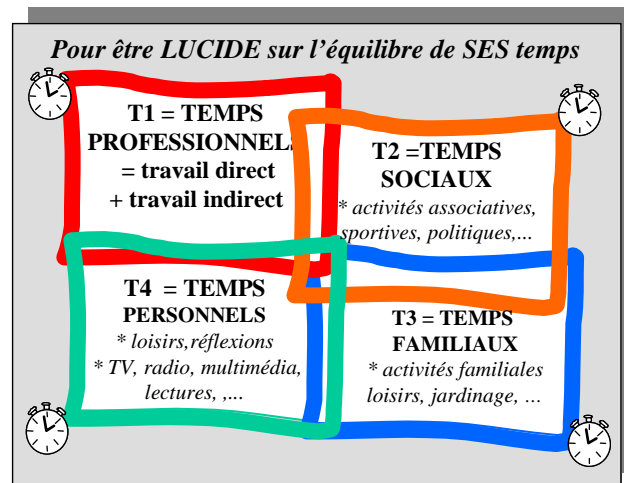 Pour être LUCIDE sur l'équilibre de SES temps
T1 = TEMPS
PROFESSIONNELS
= travail direct
+ travail indirect
T2 =TEMPS
SOCIAUX
* activités associatives,
sportives, politiques,...
T4 = TEMPS
PERSONNELS
* loisirs,réflexions
* TV, radio, multimédia,
lectures, ,...
T3 = TEMPS
FAMILIAUX
* activités familiales
loisirs, jardinage, ...